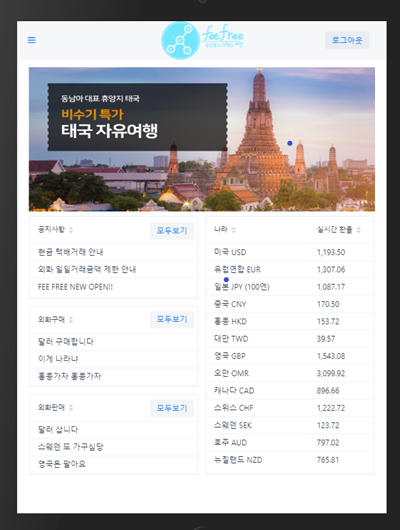 fee free
로그아웃
동남아 대표 휴양지 태국
비수기 특가
태국 자유여행
공지사항
모두보기
현금 택배거래 안내
외화 일일거래금액 제한 안내
FEE FREE NEW OPEN!!
외화구매
모두보기
달러 구매합니다
이게 나라냐
홍콩가자 홍콩가자
외화판매
모두보기
달러 삽니다
스웨덴 또 가구싶당
영국돈 팔아요
나라 실시간 환율
미국 USD 1,193.50
유럽연합 EUR 1,307.06
일본 JPY (100엔) 1,087.17
중국 CNY 170.50
홍콩 HKD 153.72
대만 TWD 39.57
영국 GBP 1,543.08
오만 OMR 3,099.92
캐나다 CAD 896.66
스위스 CHF 1,222.72
스웨덴 SEK 123.72
호주 AUD 797.02
뉴질랜드 NZD 765.81